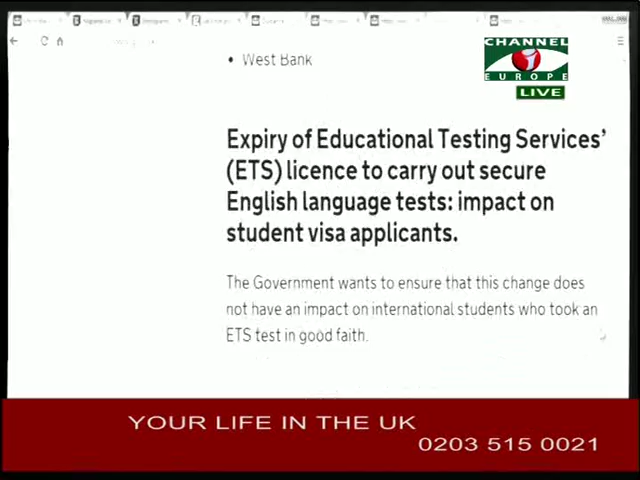 • West Bank
CHANNEL
i
EUROPE
LIVE
Expiry of Educational Testing Services’
(ETS) licence to carry out secure
English language tests: impact on
student visa applicants.
The Government wants to ensure that this change does
not have an impact on international students who took an
ETS test in good faith.
YOUR LIFE IN THE UK
0203 515 0021